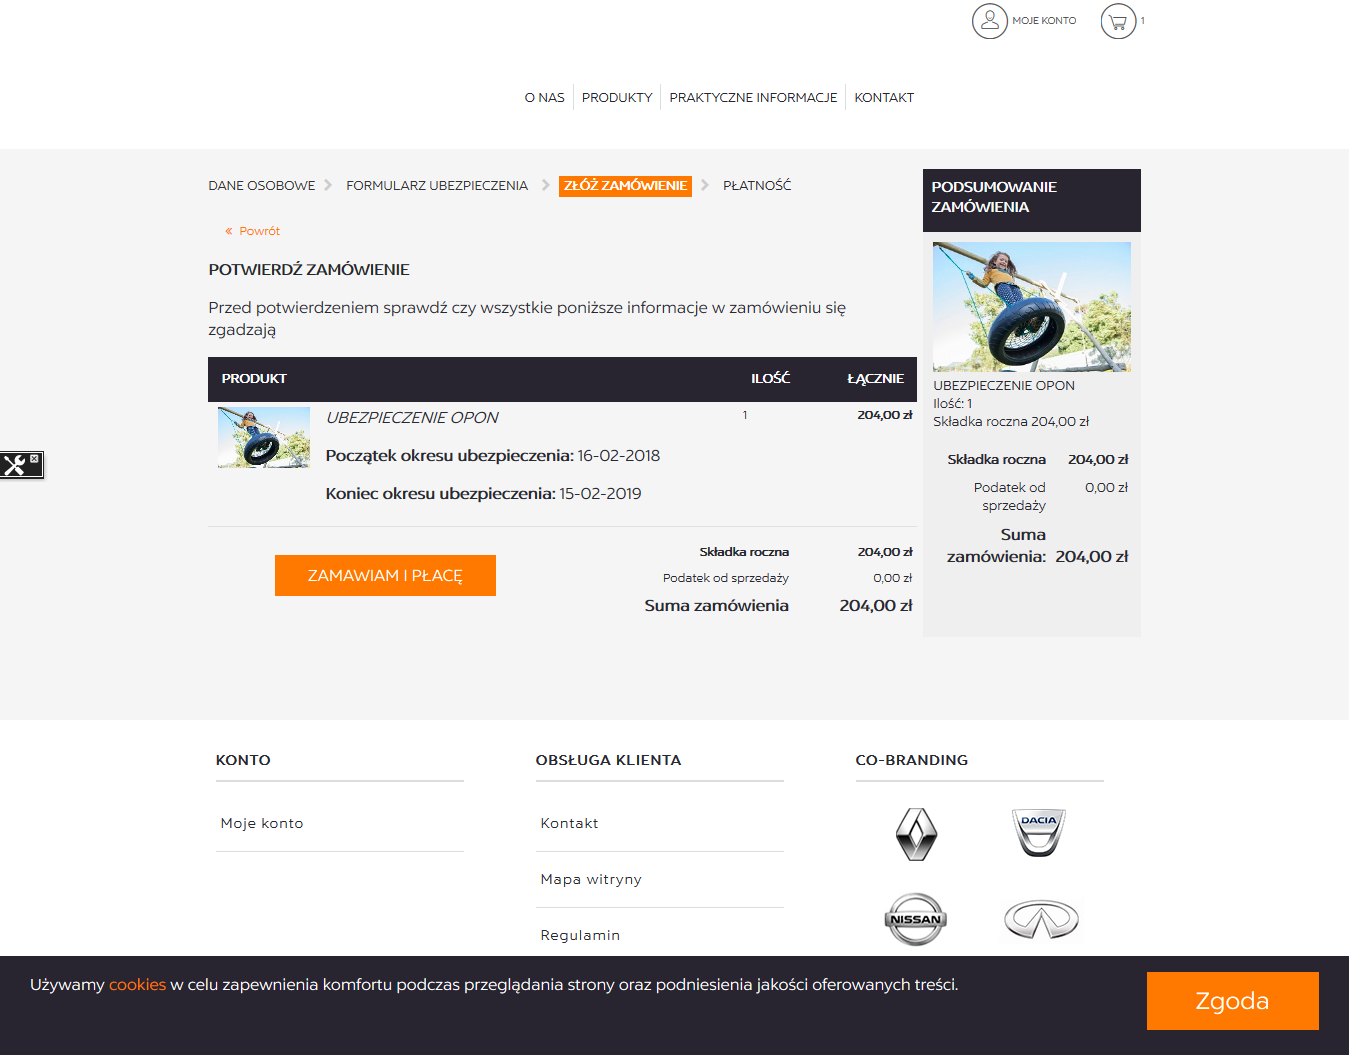 MOJE KONTO
1
O NAS
PRODUKTY
PRAKTYCZNE INFORMACJE
KONTAKT
DANE OSOBOWE
FORMULARZ UBEZPIECZENIA
ZŁÓŻ ZAMÓWIENIE
PŁATNOŚĆ
« Powrót
POTWIERDŹ ZAMÓWIENIE
Przed potwierdzeniem sprawdź czy wszystkie poniższe informacje w zamówieniu się
zgadzają
PRODUKT ILOŚĆ ŁĄCZNIE
UBEZPIECZENIE OPON 1 204,00 zł
Początek okresu ubezpieczenia: 16-02-2018
Koniec okresu ubezpieczenia: 15-02-2019
ZAMAWIAM I PŁACĘ
Składka roczna 204,00 zł
Podatek od sprzedaży 0,00 zł
Suma zamówienia 204,00 zł
PODSUMOWANIE
ZAMÓWIENIA
UBEZPIECZENIE OPON
Ilość: 1
Składka roczna 204,00 zł
Składka roczna 204,00 zł
Podatek od 0,00 zł
sprzedaży
Suma
zamówienia: 204,00 zł
KONTO
Moje konto
OBSŁUGA KLIENTA
Kontakt
Mapa witryny
Regulamin
CO-BRANDING
DACIA
NISSAN
Używamy cookies w celu zapewnienia komfortu podczas przeglądania strony oraz podniesienia jakości oferowanych treści.
Zgoda